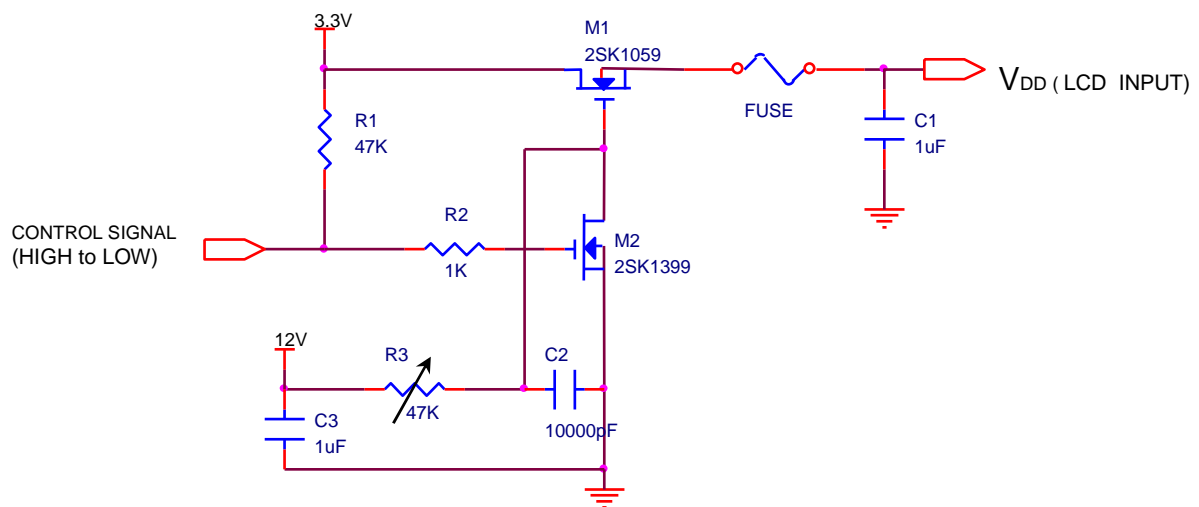 3.3V
M1
2SK1059
FUSE
VDD ( LCD INPUT)
R1
47K
C1
1uF
CONTROL SIGNAL
(HIGH to LOW)
R2
1K
M2
2SK1399
12V
R3
47K
C2
10000pF
C3
1uF